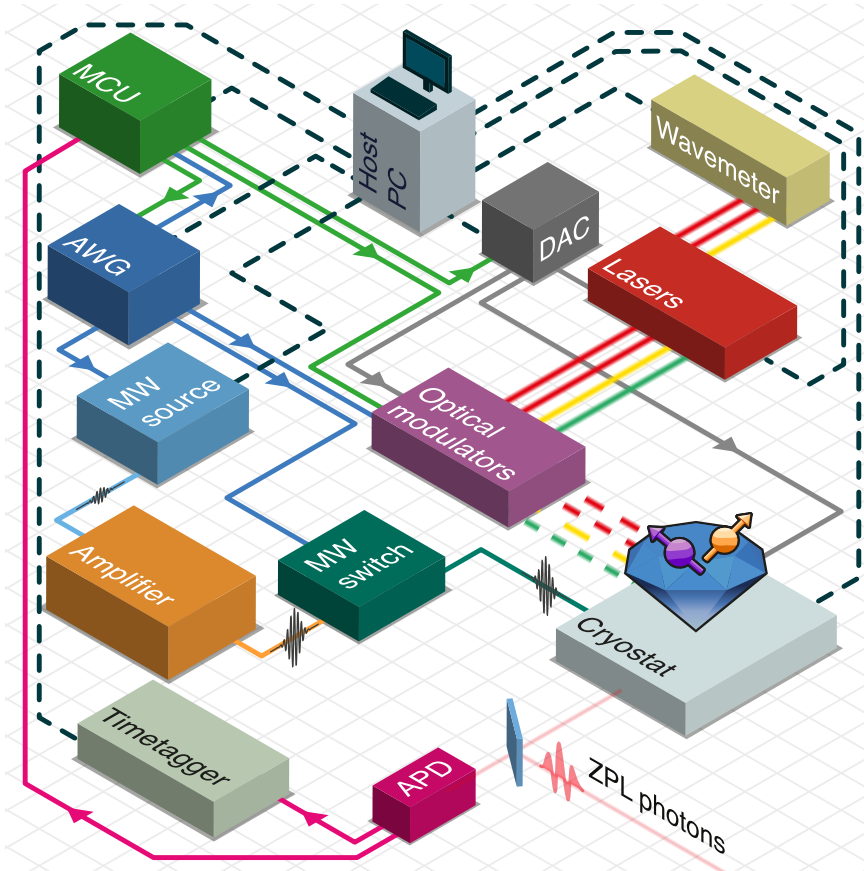 MCU
Host
PC
Wavemeter
DAC
AWG
Lasers
MW
source
Optical
modulators
Amplifier
MW
switch
Cryostat
Timetagger
APD
ZPL photons